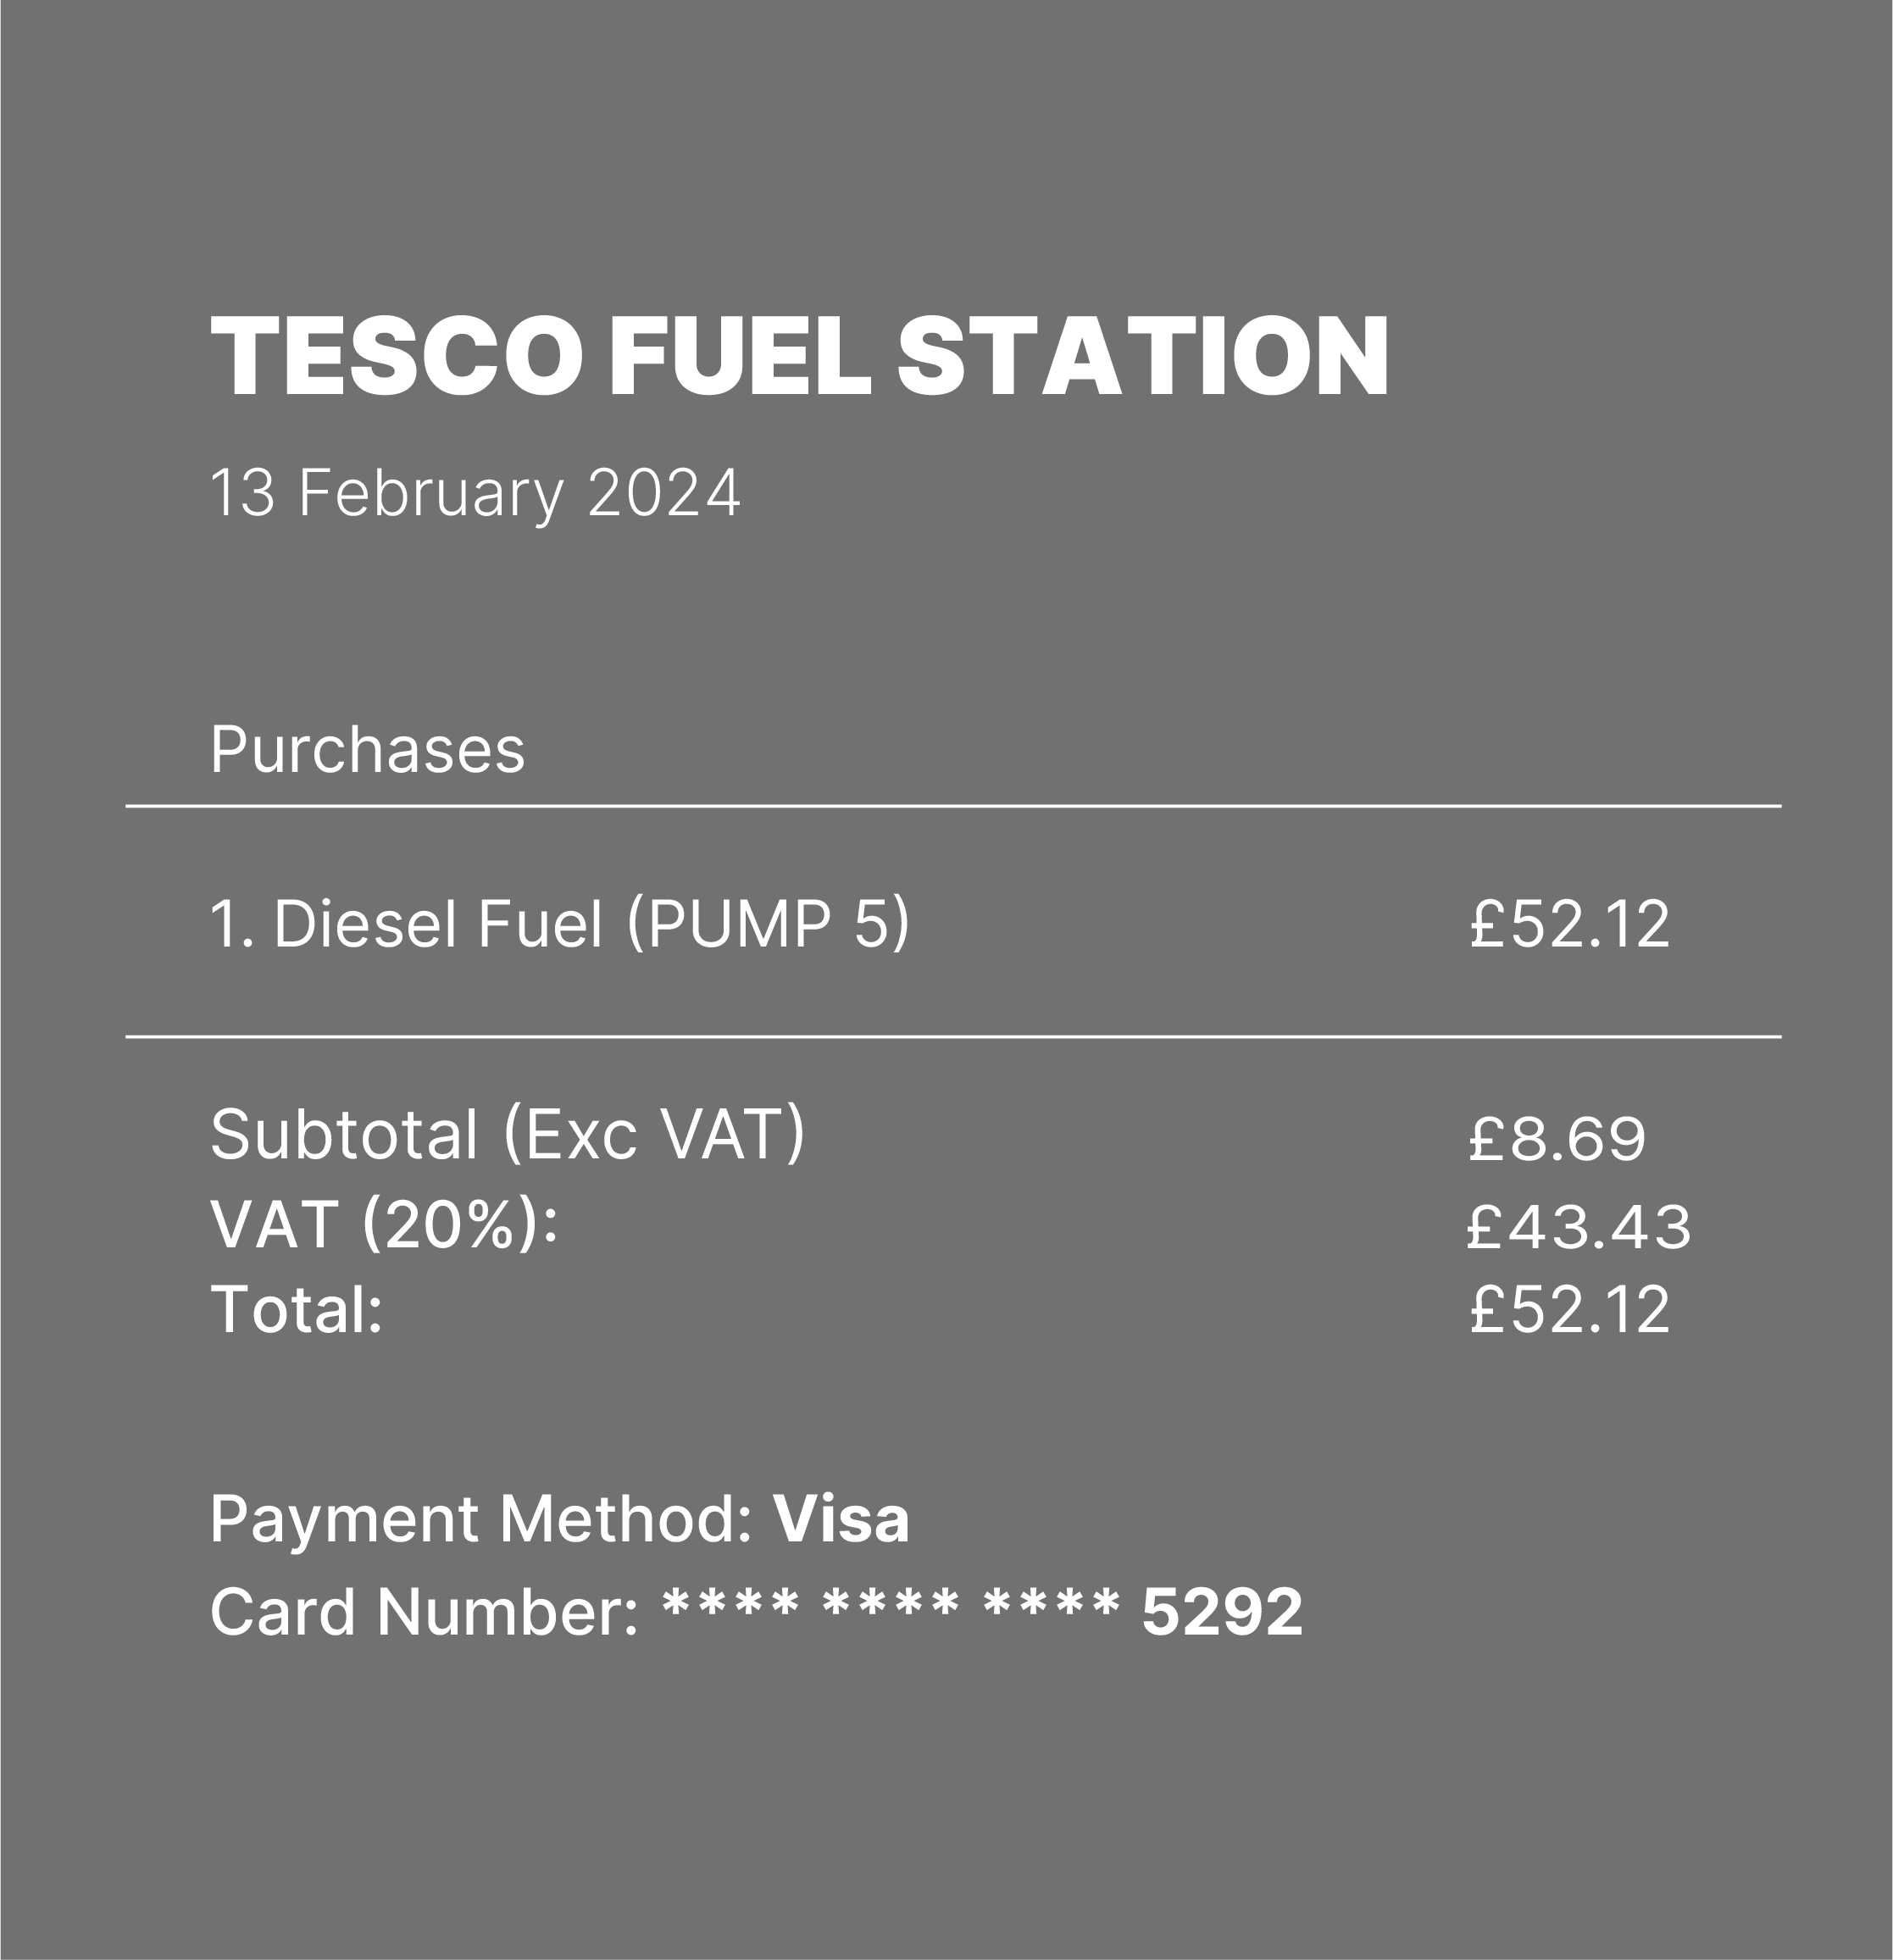 TESCO FUEL STATION
13 February 2024
Purchases
1. Diesel Fuel (PUMP 5) £52.12
Subtotal (Exc VAT) £8.69
VAT (20%): £43.43
Total: £52.12
Payment Method: Visa
Card Number: **** **** **** 5292